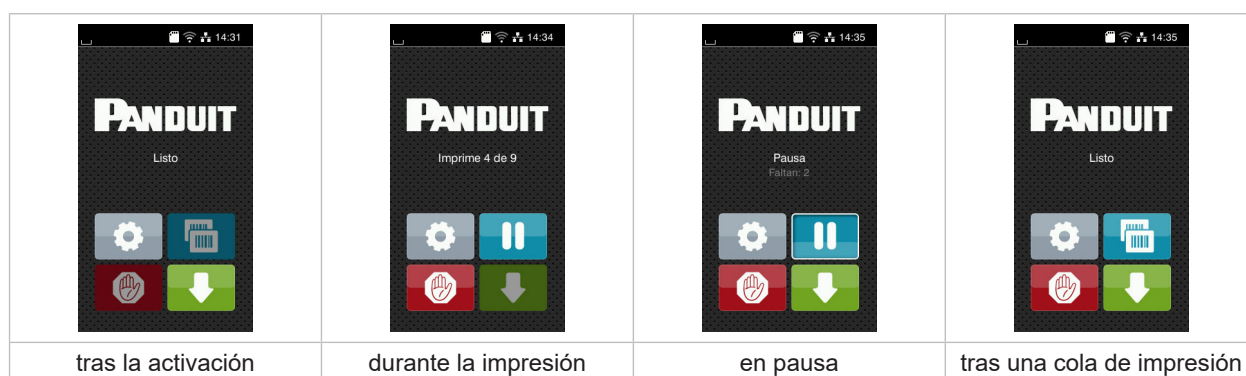 14:31
PANDUIT
Listo
tras la activación
14:34
PANDUIT
Imprime 4 de 9
durante la impresión
14:35
PANDUIT
Pausa
Faltan: 2
en pausa
14:35
PANDUIT
Listo
tras una cola de impresión